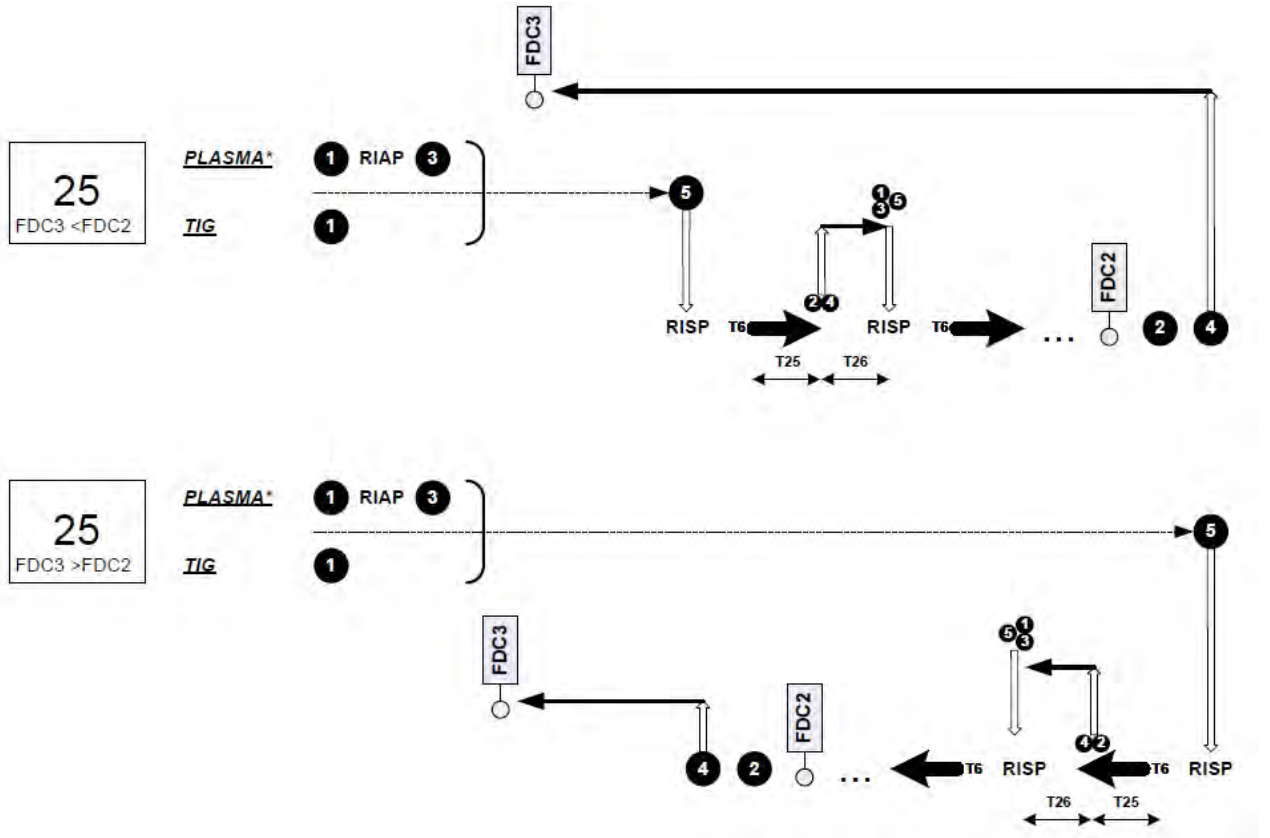 FDC3
25
FDC3 <FDC2
PLASMA*
1 RIAP 3
TIG
1
5
1
3 5
2 4
RISP T6 RISP T6 ... FDC2 2 4
T25 T26
25
FDC3 >FDC2
PLASMA*
1 RIAP 3
TIG
1
5
FDC3
5 1
3
FDC2
4 2
4 2 ... T6 RISP T6 RISP
T26 T25